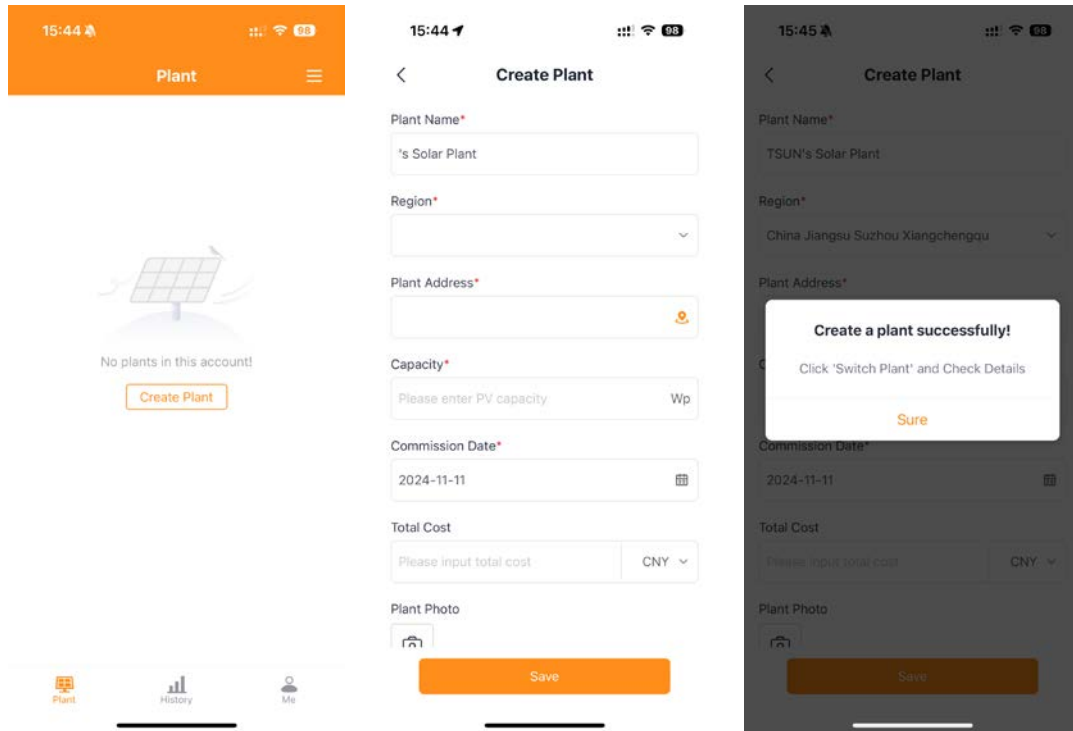 15:44
98
Plant
No plants in this account!
Create Plant
Plant
History
Me
15:44
98
Create Plant
Plant Name*
's Solar Plant
Region*
Plant Address*
Capacity*
Please enter PV capacity
Wp
Commission Date*
2024-11-11
Total Cost
Please input total cost
CNY
Plant Photo
Save
15:45
98
Create Plant
Plant Name*
TSUN's Solar Plant
Region*
China Jiangsu Suzhou Xiangchengqu
Plant Address*
Create a plant successfully!
Click 'Switch Plant' and Check Details
Sure
Commission Date*
2024-11-11
Total Cost
Please input total cost
CNY
Plant Photo
Save